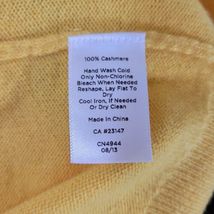 100% Cashmere
Hand Wash Cold
Only Non-Chlorine
Bleach When Needed
Reshape, Lay Flat To
Dry
Cool Iron, if Needed
Or Dry Clean
Made In China
CA #23147
CN4944
08/13